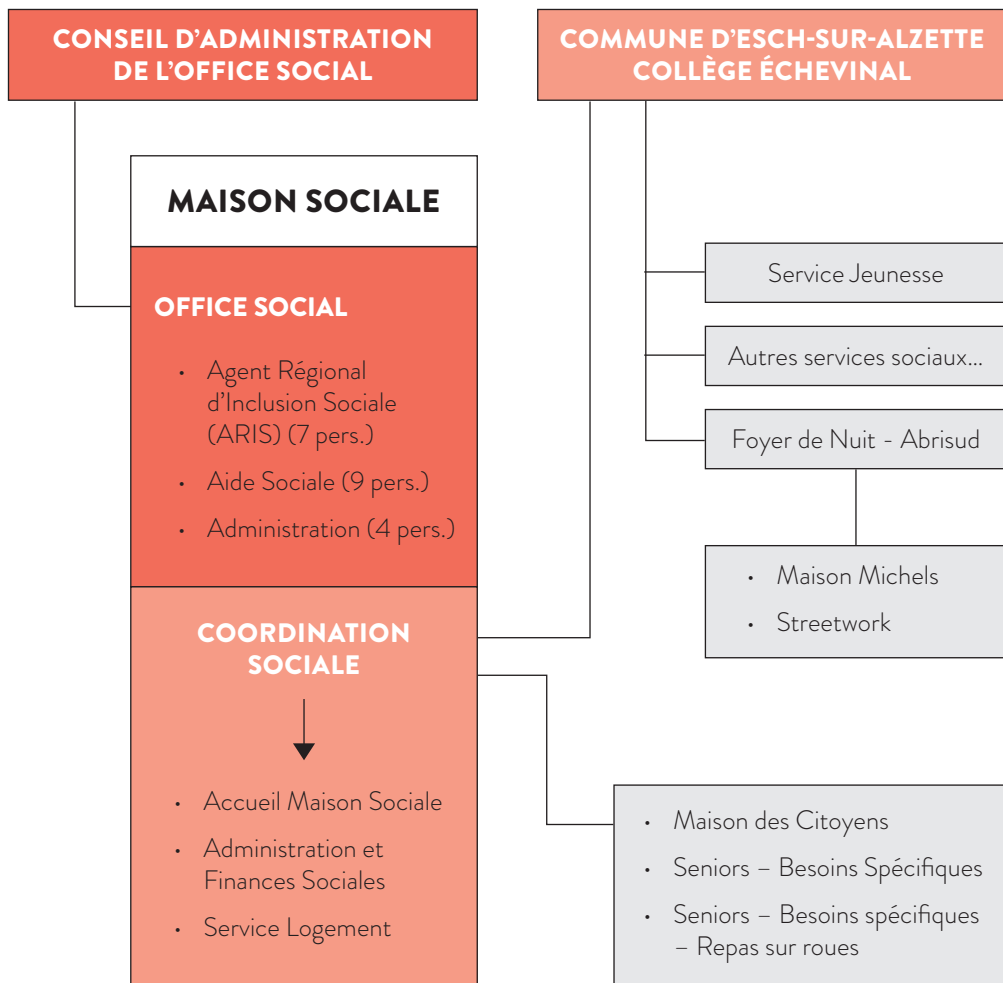 CONSEIL D'ADMINISTRATION
DE L'OFFICE SOCIAL
COMMUNE D'ESCH-SUR-ALZETTE
COLLÈGE ÉCHEVINAL
MAISON SOCIALE
OFFICE SOCIAL
• Agent Régional
d'Inclusion Sociale
(ARIS) (7 pers.)
• Aide Sociale (9 pers.)
• Administration (4 pers.)
COORDINATION
SOCIALE
• Accueil Maison Sociale
• Administration et
Finances Sociales
• Service Logement
Service Jeunesse
Autres services sociaux...
Foyer de Nuit - Abrisud
• Maison Michels
• Streetwork
• Maison des Citoyens
• Seniors – Besoins Spécifiques
• Seniors – Besoins spécifiques
– Repas sur roues